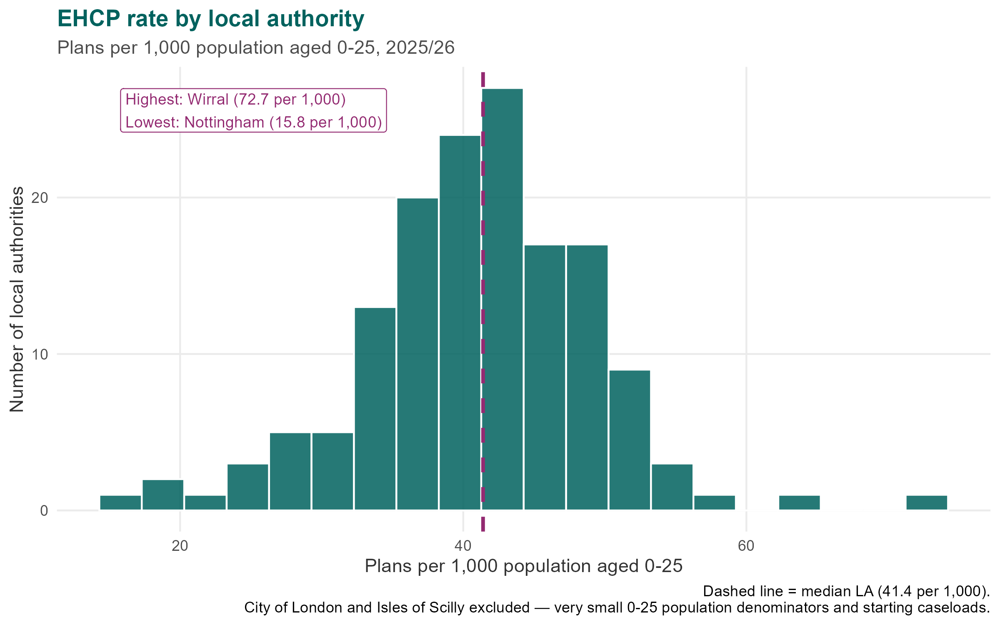 EHCP rate by local authority
Plans per 1,000 population aged 0-25, 2025/26
Highest: Wirral (72.7 per 1,000)
Lowest: Nottingham (15.8 per 1,000)
Number of local authorities
20
10
0
20
40
60
Plans per 1,000 population aged 0-25
Dashed line = median LA (41.4 per 1,000).
City of London and Isles of Scilly excluded — very small 0-25 population denominators and starting caseloads.